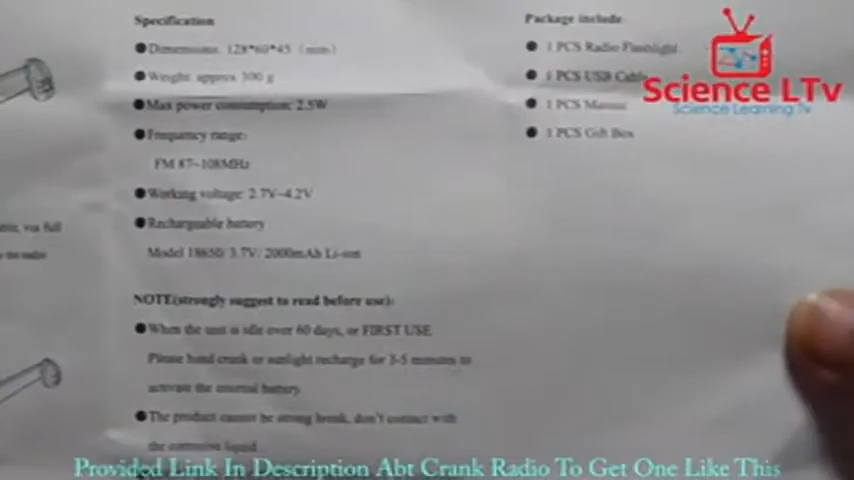 Specification
●Dimensions: 128*60*45 (mm)
●Weight: approx 300 g
●Max power consumption: 2.5W
●Frequency range:
FM 87~108MHz
●Working voltage: 2.7V~4.2V
●Rechargeable battery
Model 18650/3.7V/2000mAh Li-ion
NOTE(strongly suggest to read before use):
●When the unit is idle over 60 days, or FIRST USE
Please hand crank or sunlight recharge for 3-5 minutes to
activate the internal battery
●The product cannot be strong break, don't contact with
the corrosive liquid
Package include:
● 1 PCS Radio Flashlight
● 1 PCS USB Cable
● 1 PCS Manual
● 1 PCS Gift Box
via full
Science LTv
Science Learning Tv
Provided Link In Description Abt Crank Radio To Get One Like This